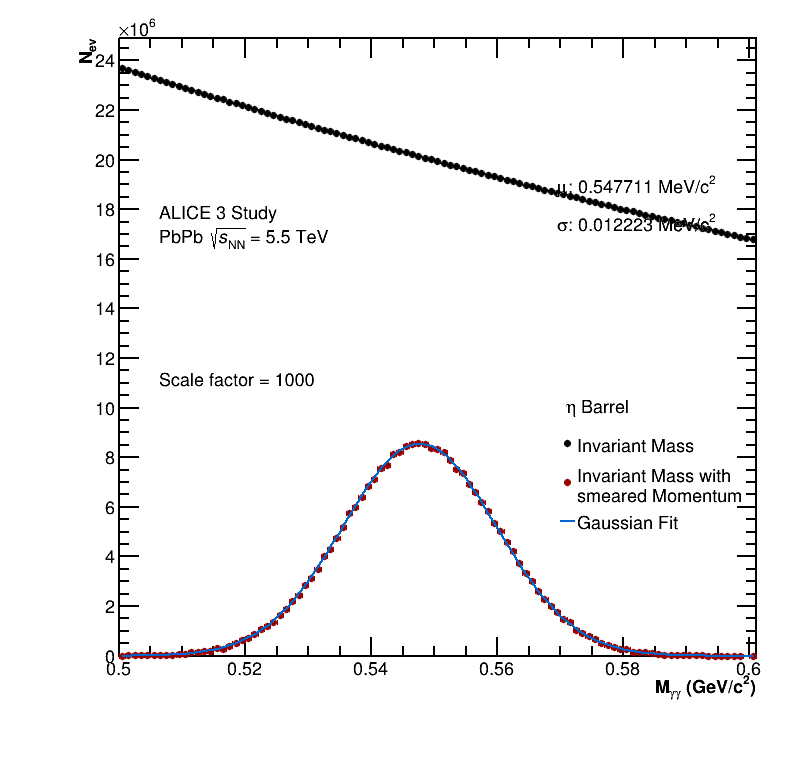 ×10⁶
N_ev
24
22
20
18
16
14
12
10
8
6
4
2
0
μ: 0.547711 MeV/c²
σ: 0.012223 MeV/c²
ALICE 3 Study
PbPb √s_NN = 5.5 TeV
Scale factor = 1000
η Barrel
Invariant Mass
Invariant Mass with
smeared Momentum
Gaussian Fit
0.5 0.52 0.54 0.56 0.58 0.6
M_γγ (GeV/c²)